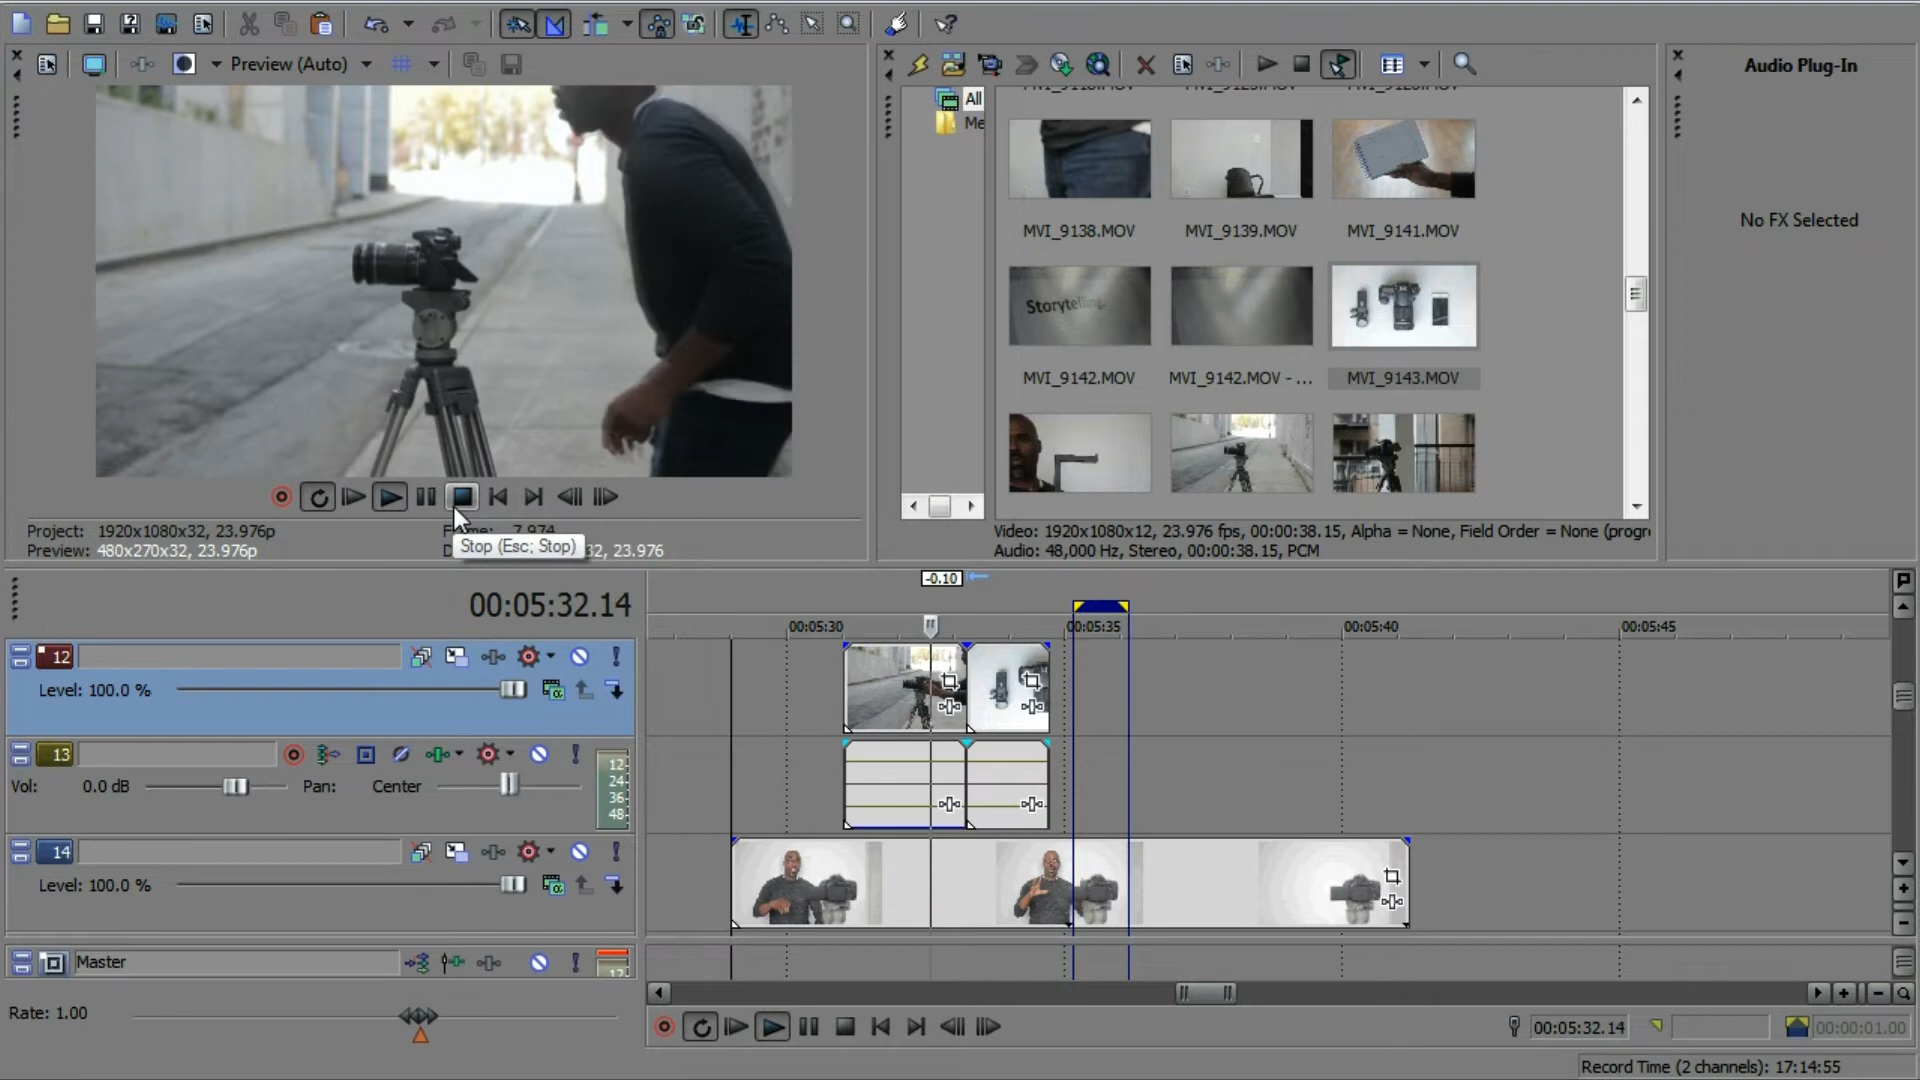 Preview (Auto)
Audio Plug-In
All
Me
No FX Selected
MVI_9138.MOV
MVI_9139.MOV
MVI_9141.MOV
Storytelling.
MVI_9142.MOV
MVI_9142.MOV - ...
MVI_9143.MOV
Project: 1920x1080x32, 23.976p
Frame: 7,974
Preview: 480x270x32, 23.976p
32, 23.976
Stop (Esc; Stop)
Video: 1920x1080x12, 23.976 fps, 00:00:38.15, Alpha = None, Field Order = None (progr
Audio: 48,000 Hz, Stereo, 00:00:38.15, PCM
-0.10
00:05:32.14
00:05:30
00:05:35
00:05:40
00:05:45
12
Level: 100.0 %
13
Vol: 0.0 dB Pan: Center
12
24
36
48
14
Level: 100.0 %
Master
12
Rate: 1.00
00:05:32.14
00:00:01.00
Record Time (2 channels): 17:14:55